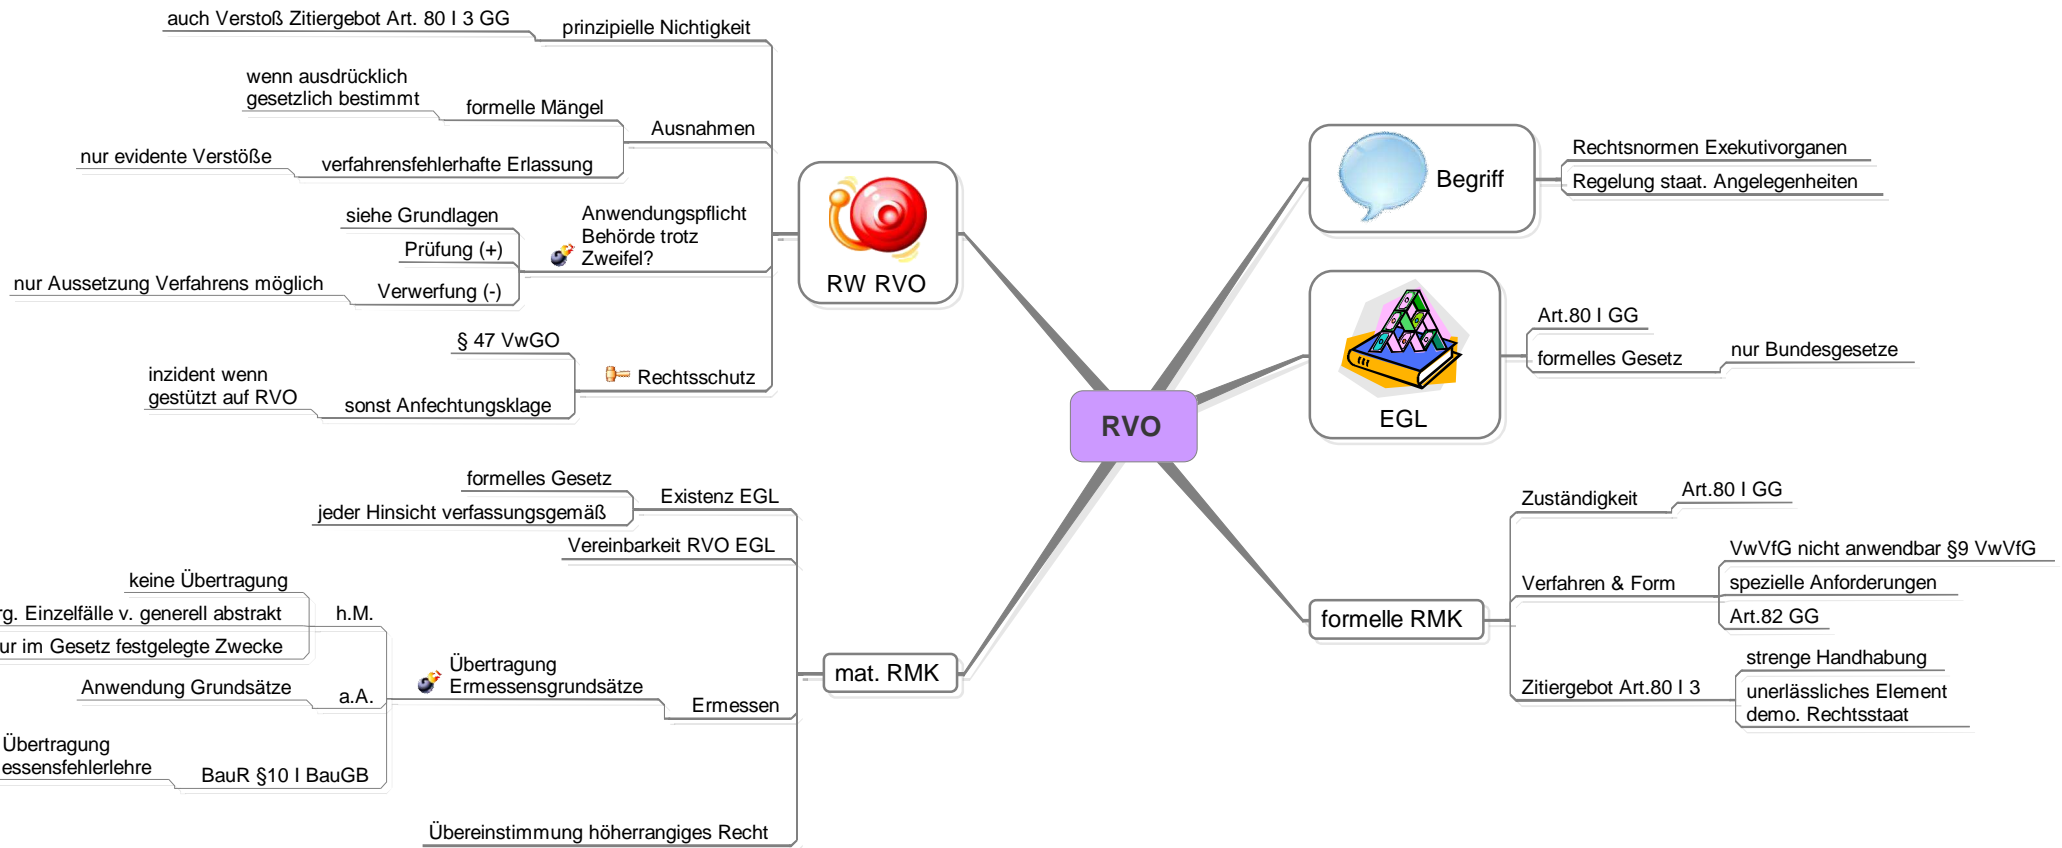 auch Verstoß Zitiergebot Art. 80 I 3 GG
prinzipielle Nichtigkeit
wenn ausdrücklich
gesetzlich bestimmt
formelle Mängel
Ausnahmen
nur evidente Verstöße
verfahrensfehlerhafte Erlassung
siehe Grundlagen
Prüfung (+)
nur Aussetzung Verfahrens möglich
Verwerfung (-)
Anwendungspflicht
Behörde trotz
Zweifel?
§ 47 VwGO
inzident wenn
gestützt auf RVO
sonst Anfechtungsklage
Rechtsschutz
RW RVO
formelles Gesetz
jeder Hinsicht verfassungsgemäß
Existenz EGL
Vereinbarkeit RVO EGL
keine Übertragung
Einzelfälle v. generell abstrakt
im Gesetz festgelegte Zwecke
h.M.
Anwendung Grundsätze
a.A.
Übertragung
BauR §10 I BauGB
Übertragung
Ermessensgrundsätze
Ermessen
Übereinstimmung höherrangiges Recht
mat. RMK
RVO
Begriff
Rechtsnormen Exekutivorganen
Regelung staat. Angelegenheiten
EGL
Art.80 I GG
formelles Gesetz
nur Bundesgesetze
formelle RMK
Zuständigkeit
Art.80 I GG
Verfahren & Form
VwVfG nicht anwendbar §9 VwVfG
spezielle Anforderungen
Art.82 GG
Zitiergebot Art.80 I 3
strenge Handhabung
unerlässliches Element
demo. Rechtsstaat